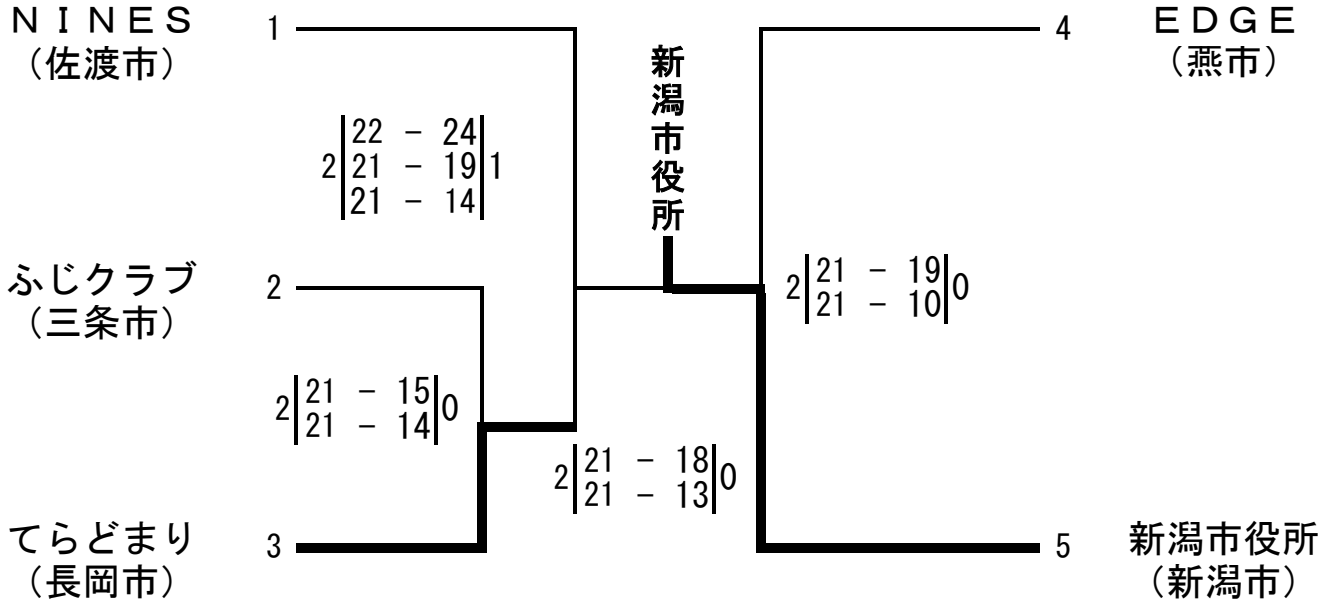 ＮＩＮＥＳ
（佐渡市）
1
4
ＥＤＧＥ
（燕市）
新潟市役所
22 － 24
2 21 － 19 1
21 － 14
ふじクラブ
（三条市）
2
21 － 19
2 0
21 － 10
21 － 15
2 0
21 － 14
21 － 18
2 0
21 － 13
てらどまり
（長岡市）
3
5
新潟市役所
（新潟市）